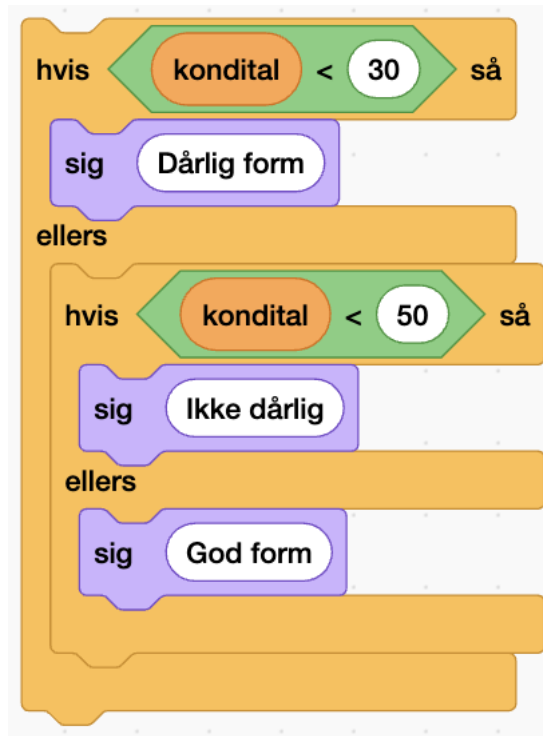 hvis kondital < 30 så
sig Dårlig form
ellers
hvis kondital < 50 så
sig Ikke dårlig
ellers
sig God form